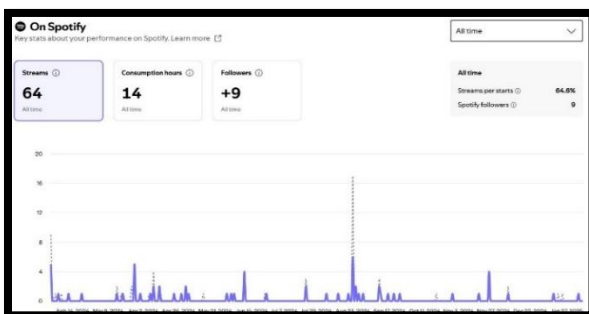 On Spotify
Key stats about your performance on Spotify. Learn more
All time
Streams
64
All time
Consumption hours
14
All time
Followers
+9
All time
All time
Streams per starts 64.6%
Spotify followers 9
20
16
12
8
4
0